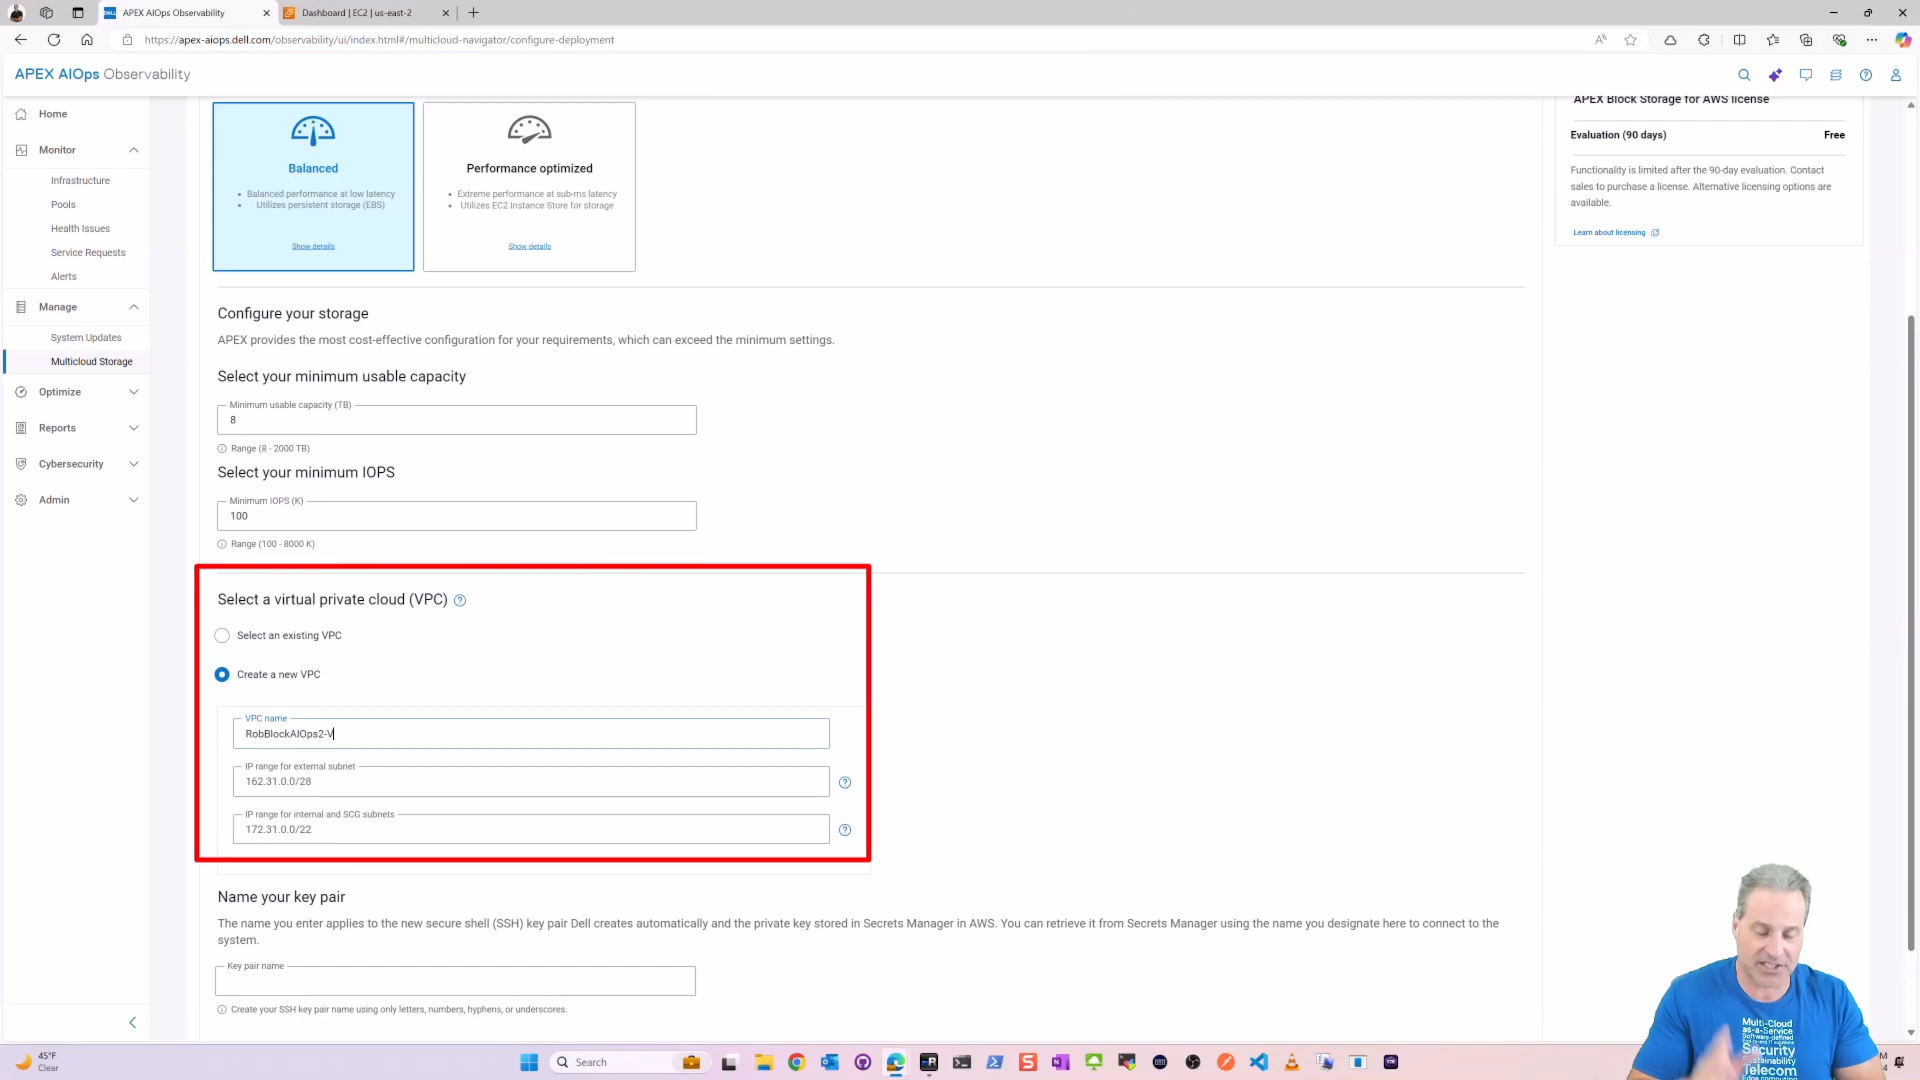 APEX AIOps Observability
Dashboard | EC2 | us-east-2
https://apex-aiops.dell.com/observability/ui/index.html#/multicloud-navigator/configure-deployment
APEX AIOps Observability
Home
Monitor
Infrastructure
Pools
Health Issues
Service Requests
Alerts
Manage
System Updates
Multicloud Storage
Optimize
Reports
Cybersecurity
Admin
Balanced
Balanced performance at low latency
Utilizes persistent storage (EBS)
Show details
Performance optimized
Extreme performance at sub-ms latency
Utilizes EC2 Instance Store for storage
Show details
APEX Block Storage for AWS license
Evaluation (90 days) Free
Functionality is limited after the 90-day evaluation. Contact
sales to purchase a license. Alternative licensing options are
available.
Learn about licensing
Configure your storage
APEX provides the most cost-effective configuration for your requirements, which can exceed the minimum settings.
Select your minimum usable capacity
Minimum usable capacity (TB)
8
Range (8 - 2000 TB)
Select your minimum IOPS
Minimum IOPS (K)
100
Range (100 - 8000 K)
Select a virtual private cloud (VPC)
Select an existing VPC
Create a new VPC
VPC name
RobBlockAIOps2-V
IP range for external subnet
162.31.0.0/28
IP range for internal and SCG subnets
172.31.0.0/22
Name your key pair
The name you enter applies to the new secure shell (SSH) key pair Dell creates automatically and the private key stored in Secrets Manager in AWS. You can retrieve it from Secrets Manager using the name you designate here to connect to the
system.
Key pair name
Create your SSH key pair name using only letters, numbers, hyphens, or underscores.
Multi-Cloud
as-a-Service
Software-defined
Security
Sustainability
Telecom
Edge computing
45°F
Clear
Search